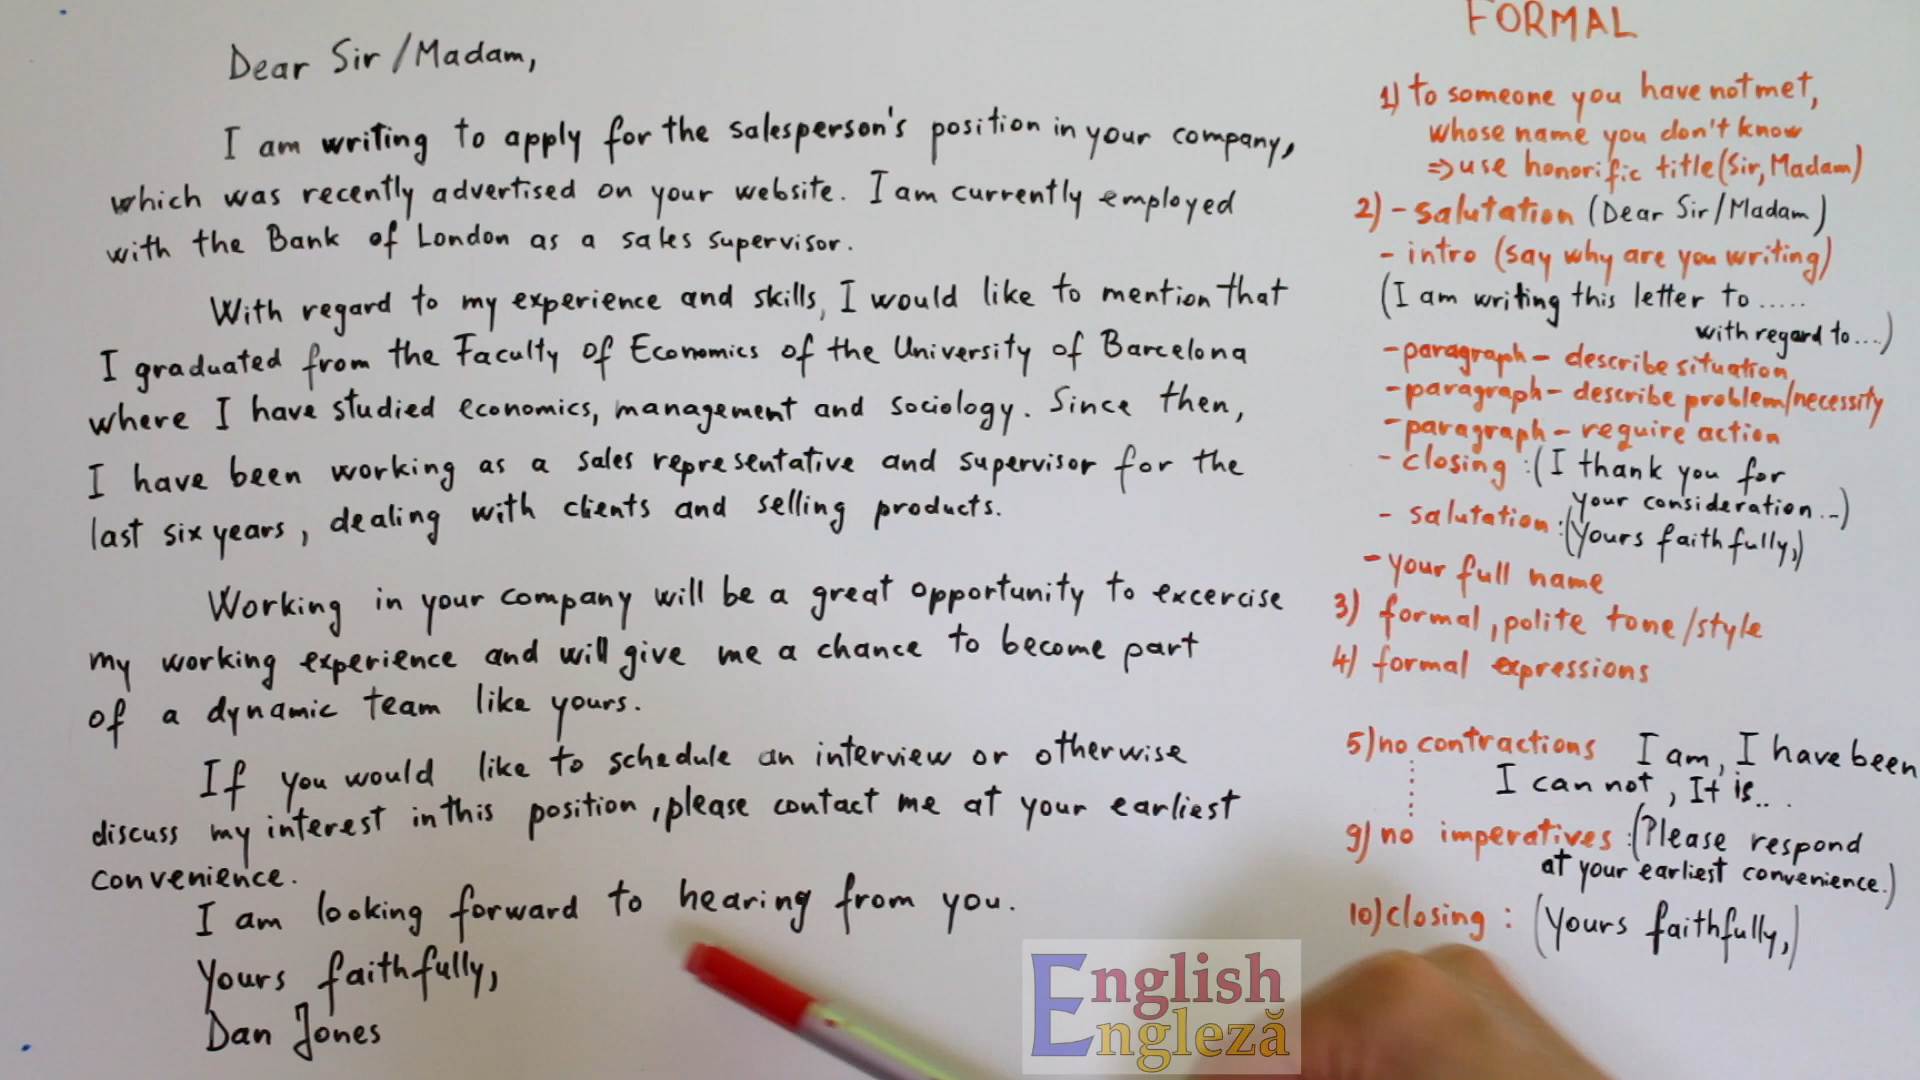 Dear Sir/Madam,
I am writing to apply for the salesperson's position in your company,
which was recently advertised on your website. I am currently employed
with the Bank of London as a sales supervisor.
With regard to my experience and skills, I would like to mention that
I graduated from the Faculty of Economics of the University of Barcelona
where I have studied economics, management and sociology. Since then,
I have been working as a sales representative and supervisor for the
last six years, dealing with clients and selling products.
Working in your company will be a great opportunity to excercise
my working experience and will give me a chance to become part
of a dynamic team like yours.
If you would like to schedule an interview or otherwise
discuss my interest in this position, please contact me at your earliest
convenience.
I am looking forward to hearing from you.
Yours faithfully,
Dan Jones
FORMAL
1) to someone you have not met,
whose name you don't know
⇒ use honorific title (Sir, Madam)
2) - salutation (Dear Sir/Madam)
- intro (say why are you writing)
(I am writing this letter to .....
with regard to....)
- paragraph - describe situation
- paragraph - describe problem/necessity
- paragraph - require action
- closing :(I thank you for
your consideration...)
- salutation :(Yours faithfully,)
- your full name
3) formal, polite tone/style
4) formal expressions
5) no contractions I am, I have been
I can not, It is...
9) no imperatives :(Please respond
at your earliest convenience.)
10) closing : (Yours faithfully,)
English
Engleză